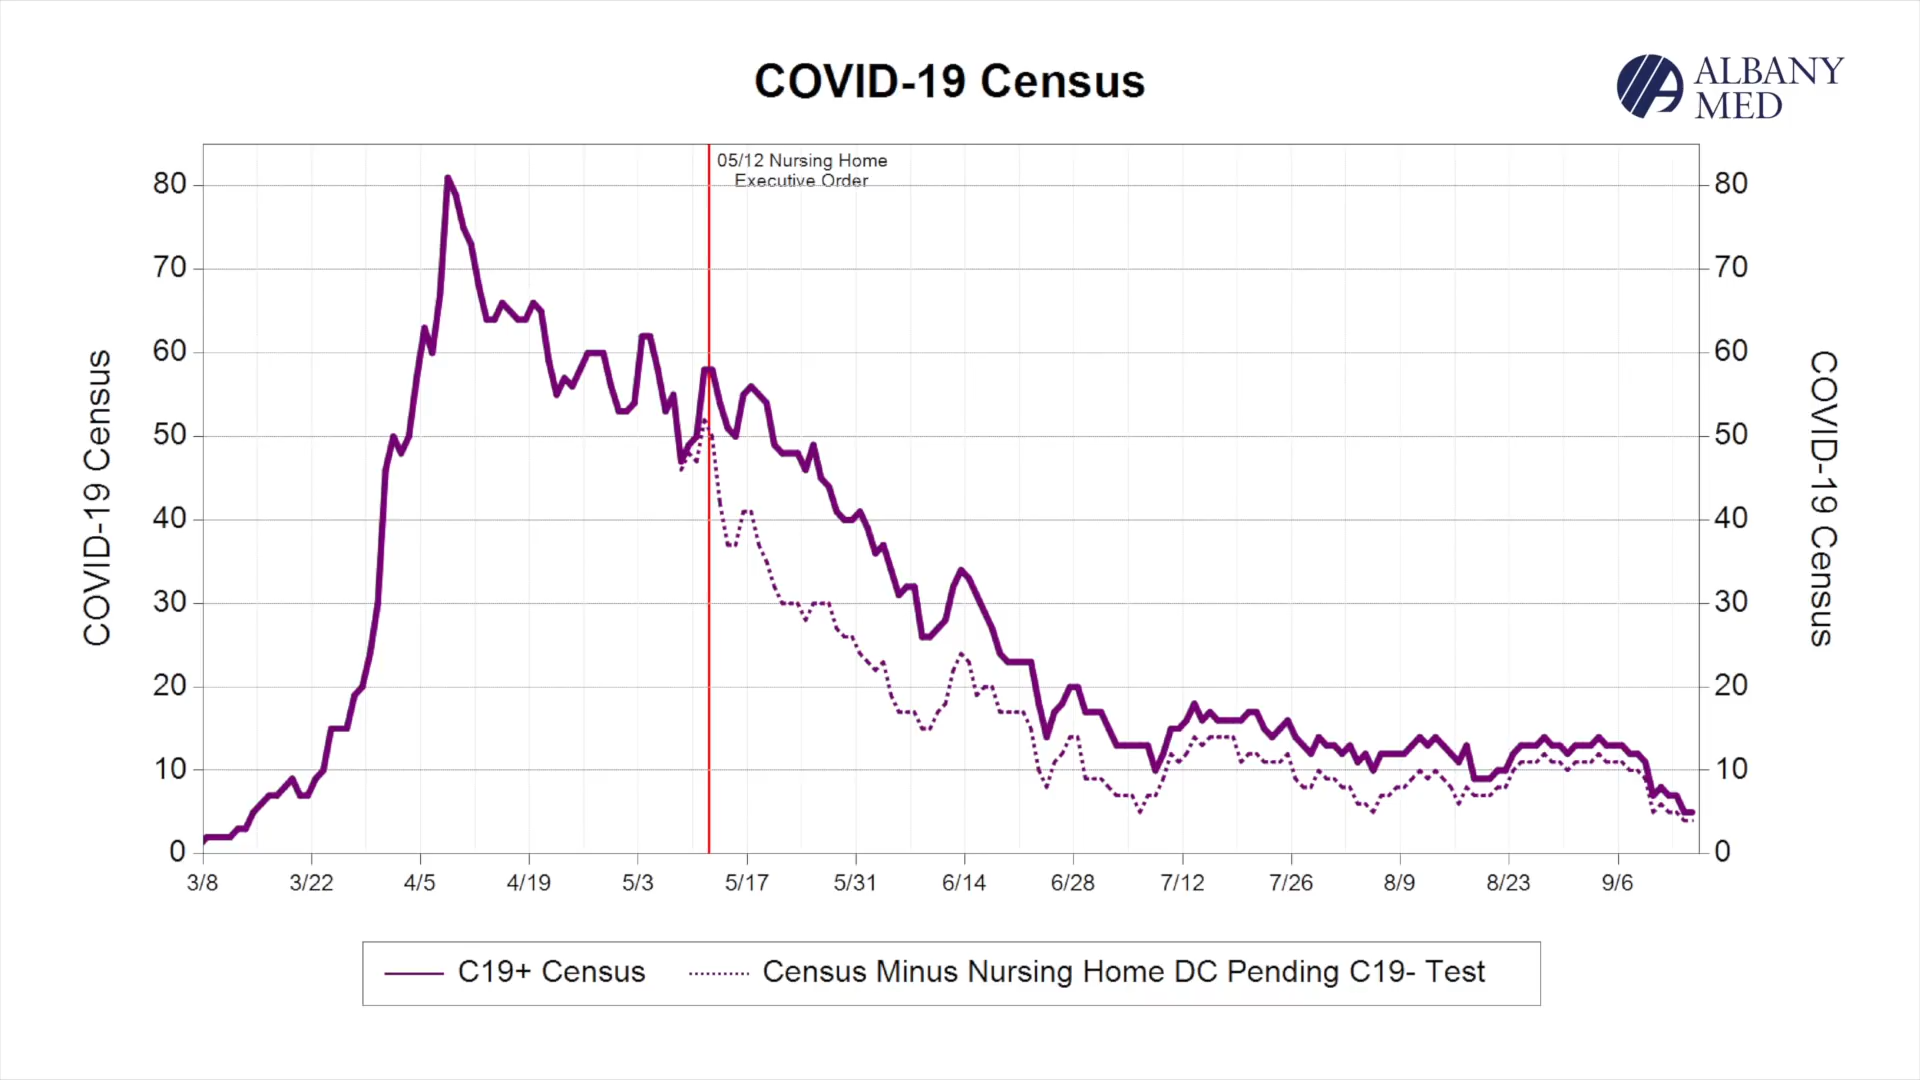 COVID-19 Census
ALBANY
MED
05/12 Nursing Home
Executive Order
COVID-19 Census
80
70
60
50
40
30
20
10
0
80
70
60
50
40
30
20
10
0
COVID-19 Census
3/8 3/22 4/5 4/19 5/3 5/17 5/31 6/14 6/28 7/12 7/26 8/9 8/23 9/6
C19+ Census Census Minus Nursing Home DC Pending C19- Test